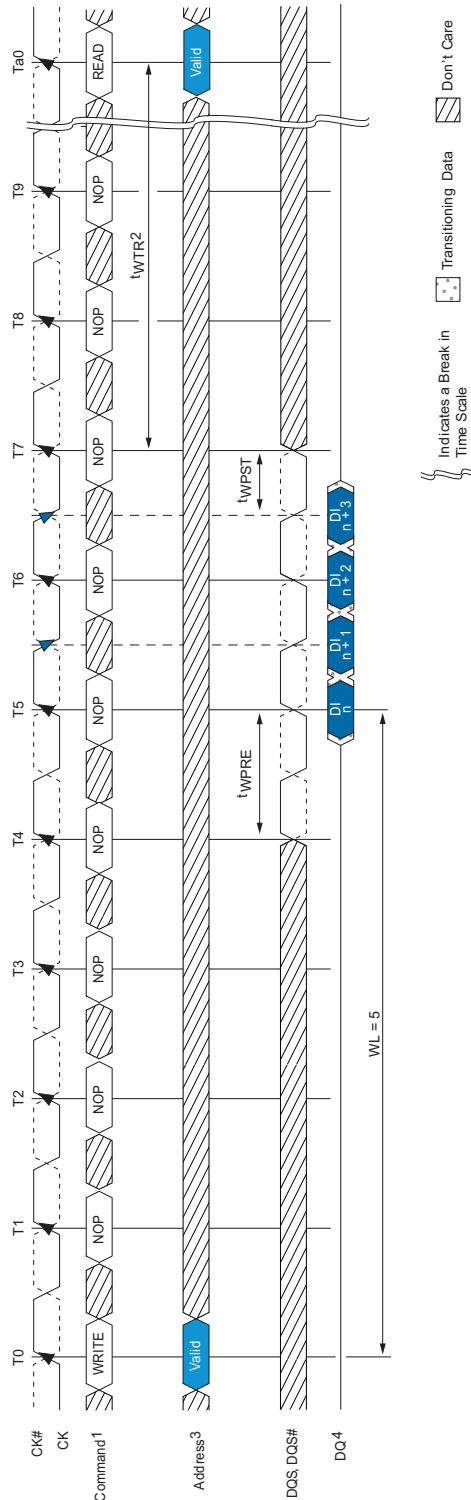 T0 T1 T2 T3 T4 T5 T6 T7 T8 T9 Ta0
CK#
CK
Command1 WRITE NOP NOP NOP NOP NOP NOP NOP NOP NOP READ
tWTR2
Address3 Valid Valid
tWPRE tWPST
DQS, DQS#
DQ4 DI n DI n + 1 DI n + 2 DI n + 3
WL = 5
Indicates a Break in
Time Scale
Transitioning Data
Don't Care